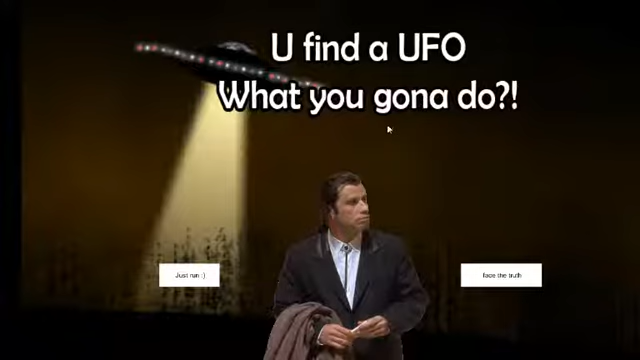 U find a UFO
What you gona do?!
Just run :)
face the truth